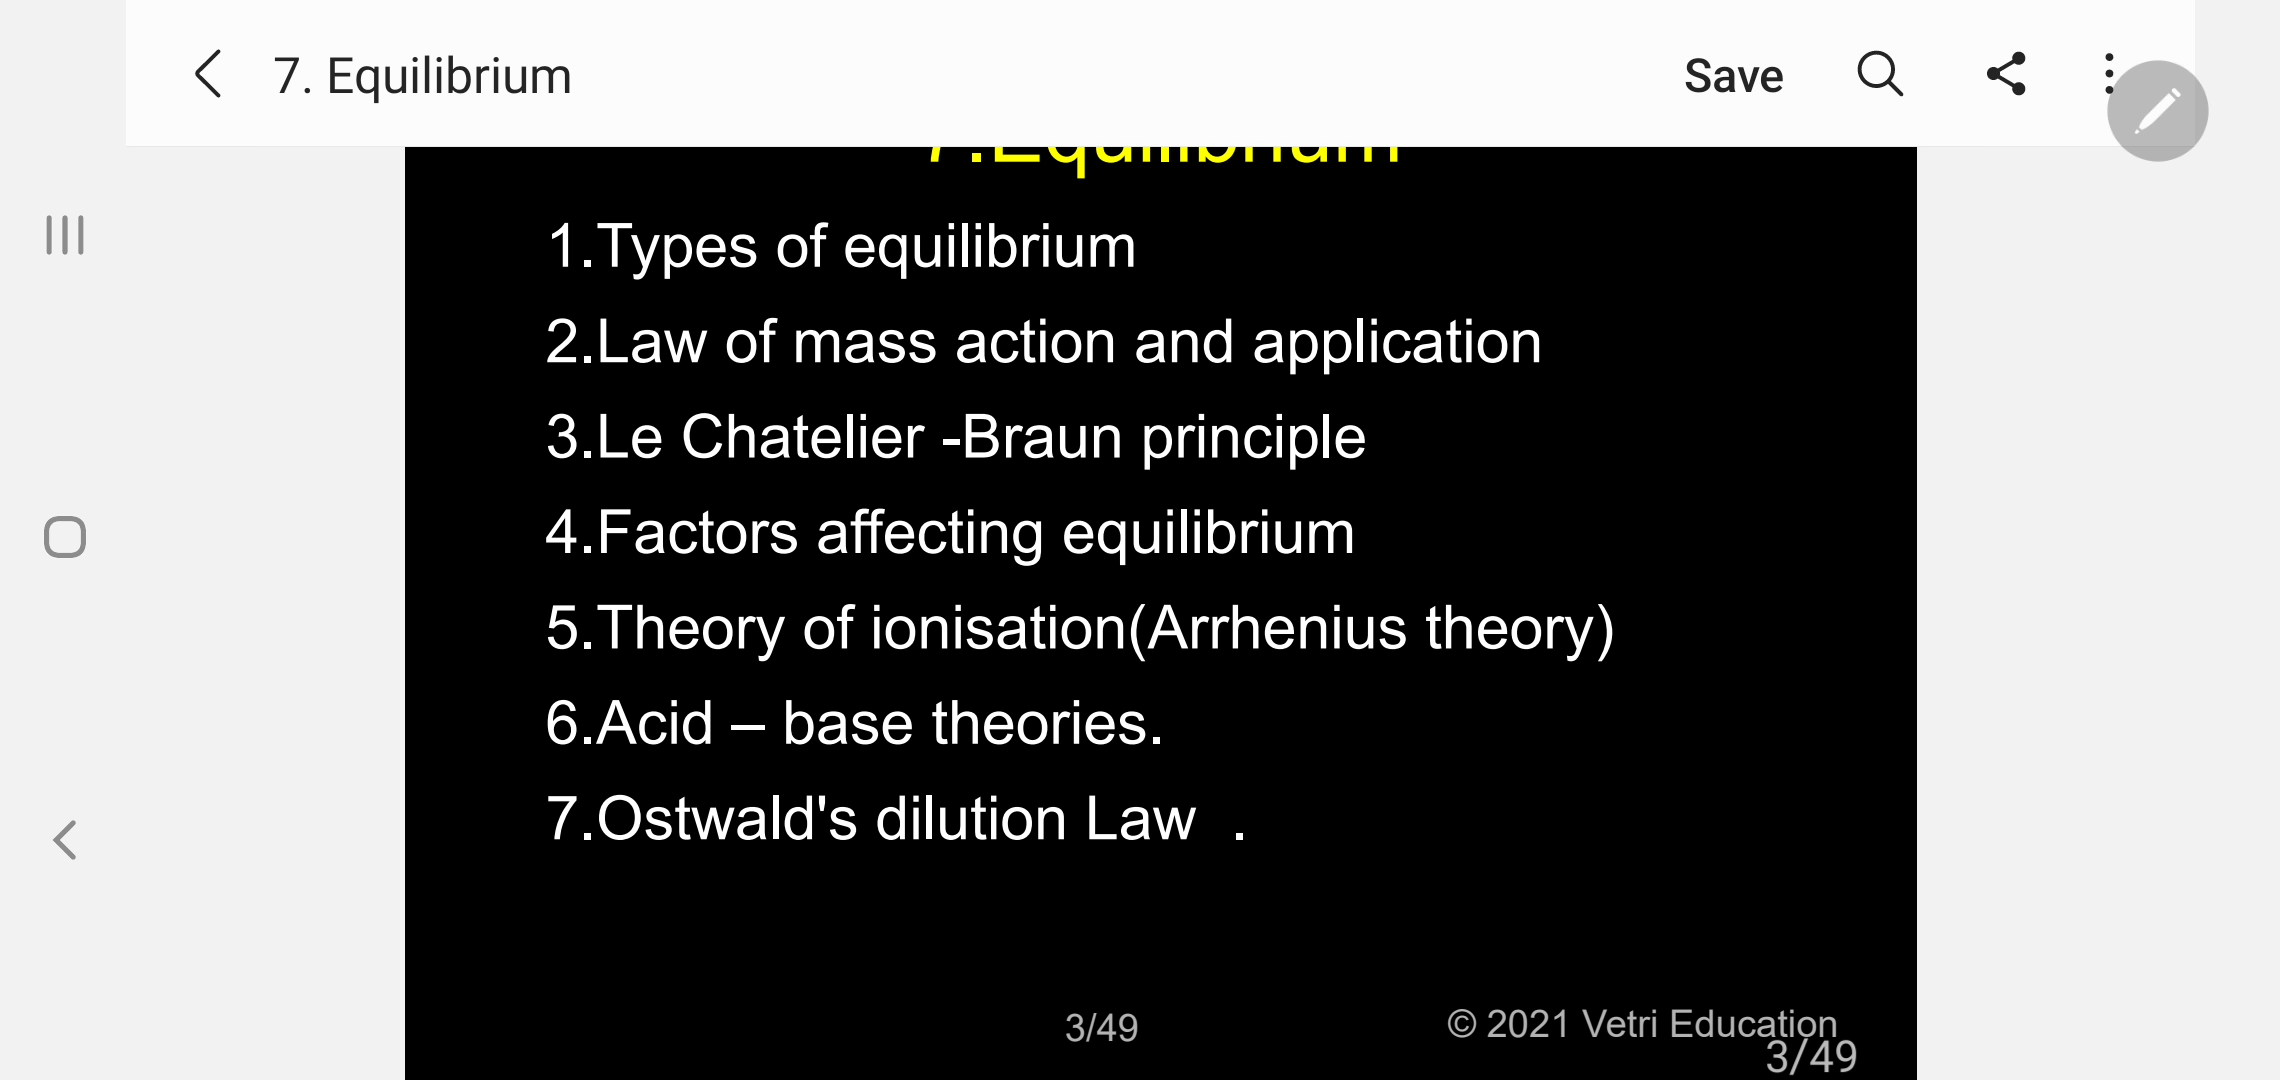 7. Equilibrium
Save
7.Equilibrium
1.Types of equilibrium
2.Law of mass action and application
3.Le Chatelier -Braun principle
4.Factors affecting equilibrium
5.Theory of ionisation(Arrhenius theory)
6.Acid – base theories.
7.Ostwald's dilution Law  .
3/49
© 2021 Vetri Education
3/49